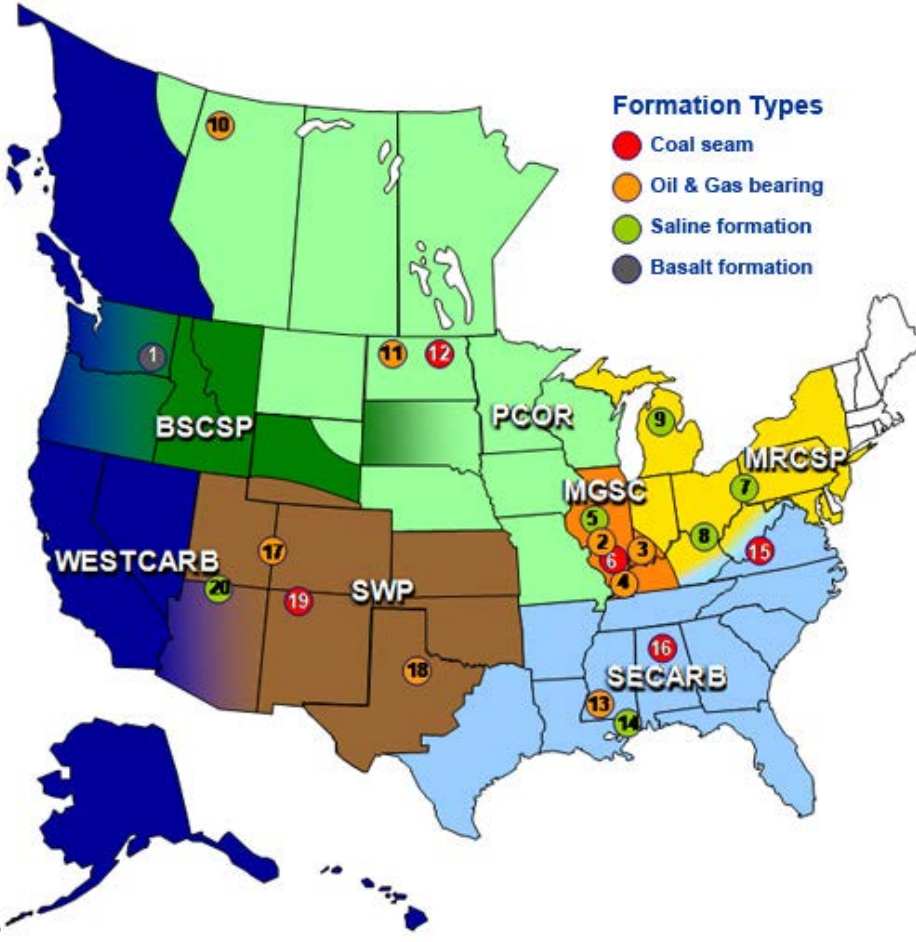 Formation Types
Coal seam
Oil & Gas bearing
Saline formation
Basalt formation
10
1
11
12
BSCSP
PCOR
9
MRCSP
MGSC
7
5
2
3
8
6
4
15
WESTCARB
17
20
19
SWP
18
16
SECARB
13
14